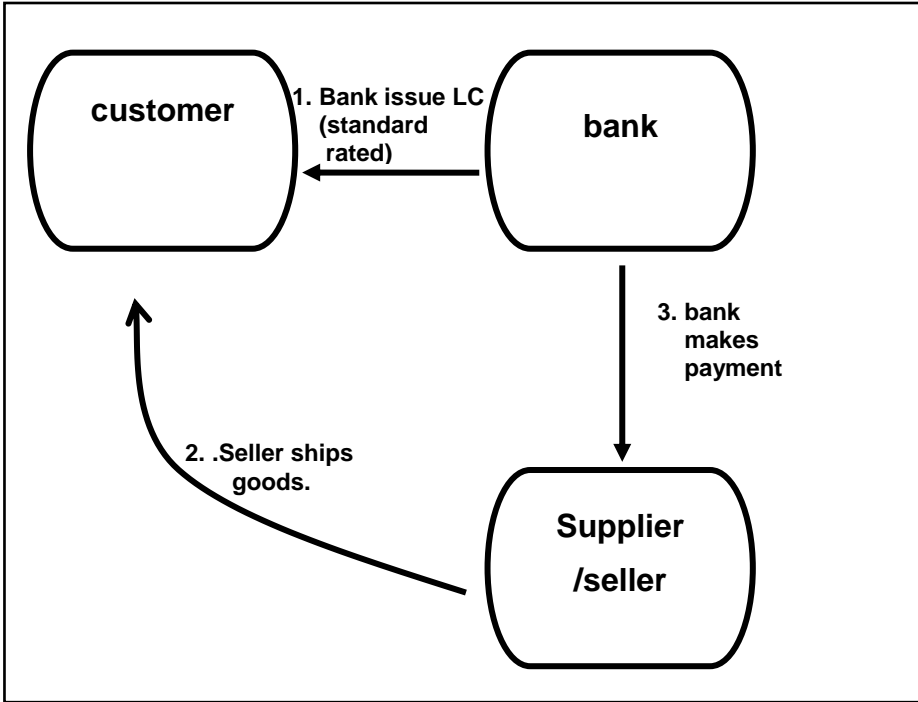 customer
1. Bank issue LC
(standard
rated)
bank
3. bank
makes
payment
2. .Seller ships
goods.
Supplier
/seller